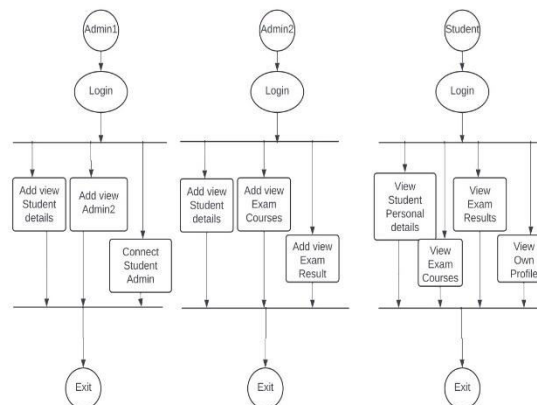 Admin1
Login
Add view
Student
details
Add view
Admin2
Connect
Student
Admin
Exit
Admin2
Login
Add view
Student
details
Add view
Exam
Courses
Add view
Exam
Result
Exit
Student
Login
View
Student
Personal
details
View
Exam
Courses
View
Exam
Results
View
Own
Profile
Exit